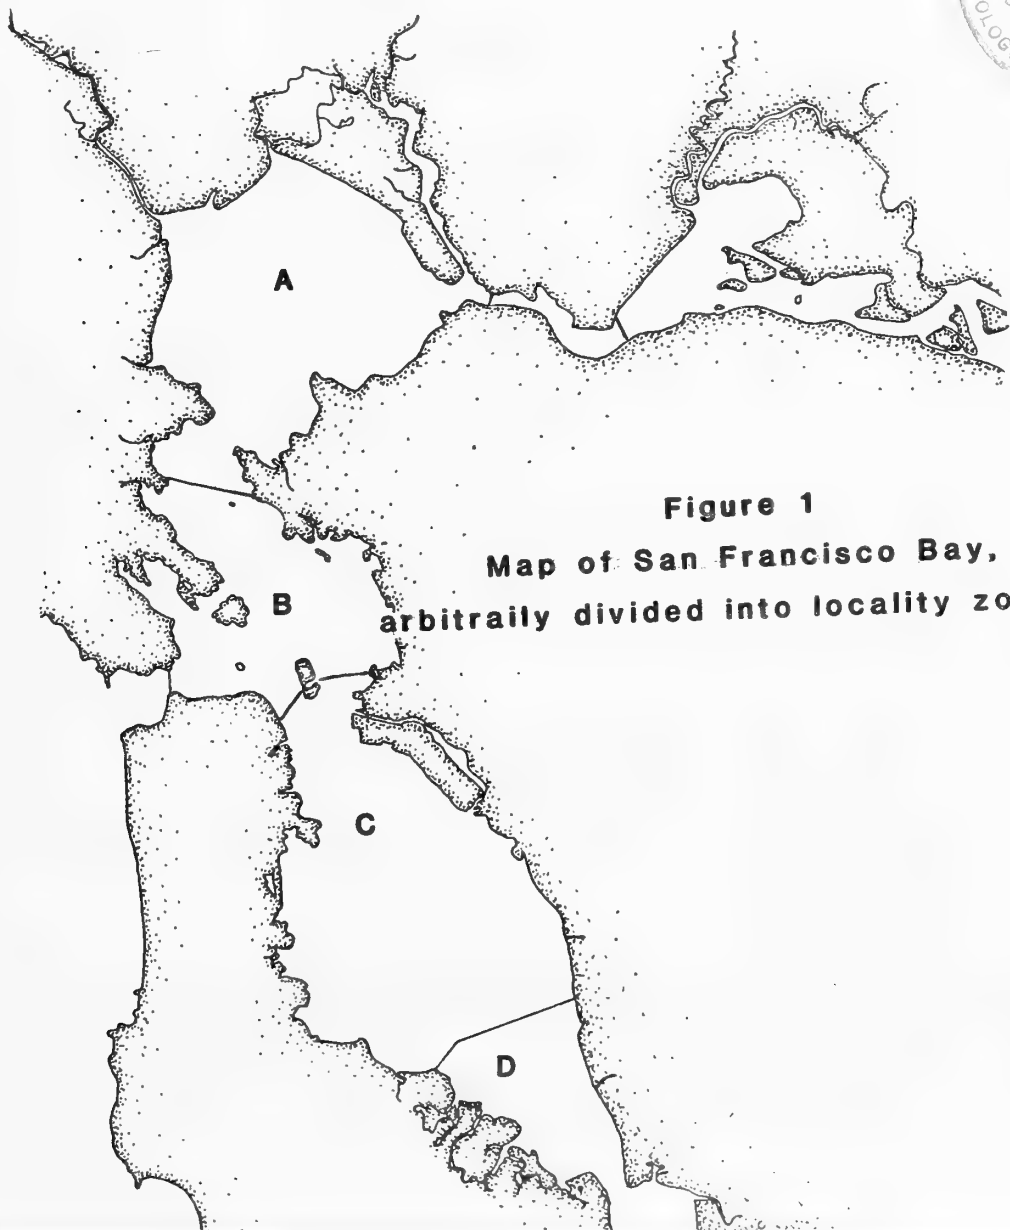 A
Figure 1
Map of San Francisco Bay,
B
arbitraily divided into locality zo
C
D